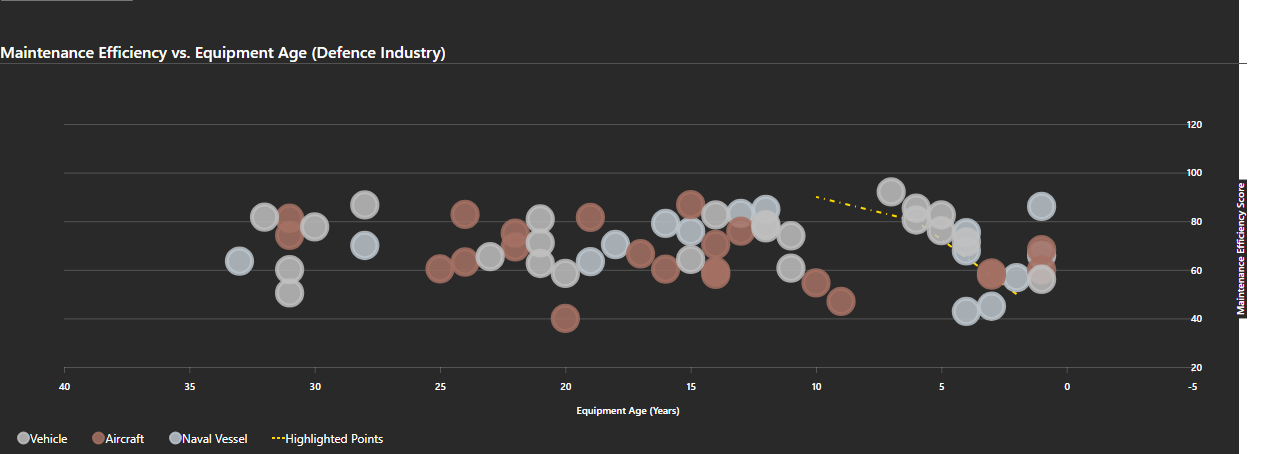 Maintenance Efficiency vs. Equipment Age (Defence Industry)
120
100
80
60
40
20
Maintenance Efficiency Score
40 35 30 25 20 15 10 5 0 -5
Equipment Age (Years)
Vehicle Aircraft Naval Vessel Highlighted Points